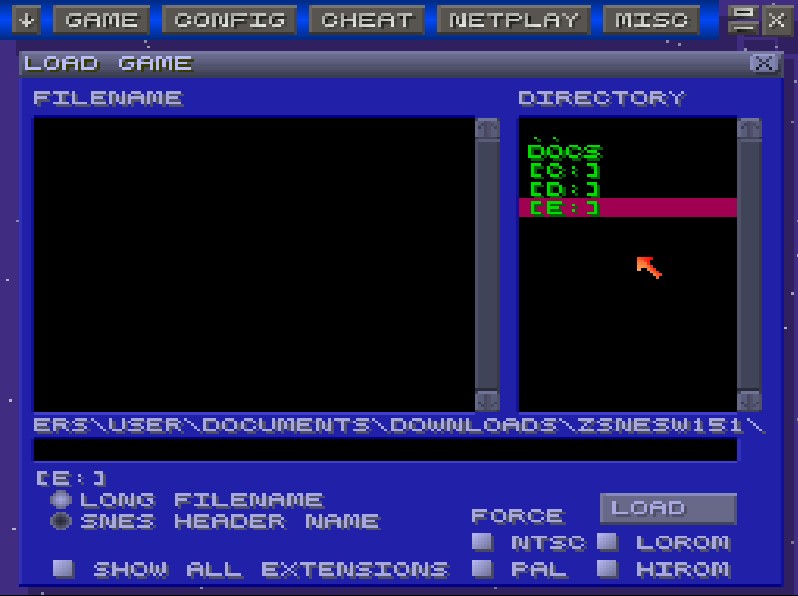 GAME CONFIG CHEAT NETPLAY MISC
LOAD GAME
FILENAME
DIRECTORY
..
DOCS
[C:]
[D:]
[E:]
ERS\USER\DOCUMENTS\DOWNLOADS\ZSNESW151\
[E:]
LONG FILENAME
SNES HEADER NAME
SHOW ALL EXTENSIONS
FORCE
LOAD
NTSC
LOROM
PAL
HIROM